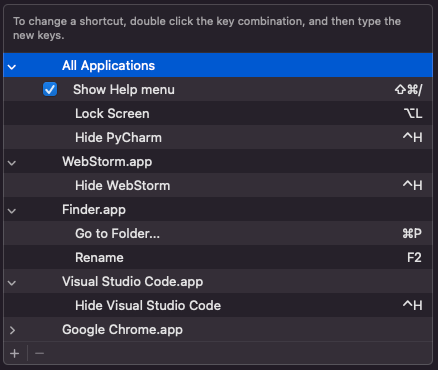 To change a shortcut, double click the key combination, and then type the
new keys.
All Applications
Show Help menu ⇧⌘/
Lock Screen ⌥L
Hide PyCharm ^H
WebStorm.app
Hide WebStorm ^H
Finder.app
Go to Folder... ⌘P
Rename F2
Visual Studio Code.app
Hide Visual Studio Code ^H
Google Chrome.app
+ −